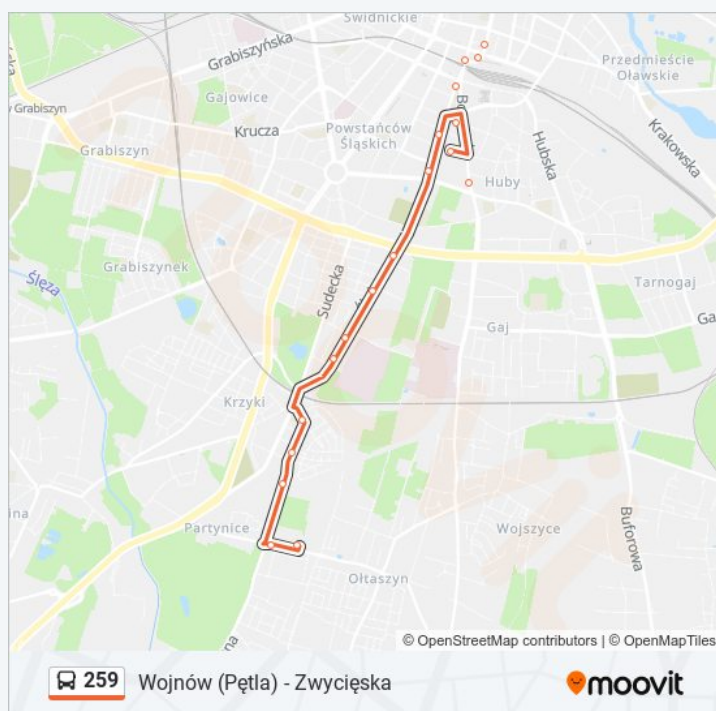 Świdnickie
Grabiszyńska
Przedmieście
Oławskie
w Grabiszyn
Gajowice
Krucza
Powstańców
Śląskich
Hubska
Krakowska
Grabiszyn
Huby
Grabiszynek
Ślęza
Sudecka
Tarnogaj
Gaj
Krzyki
Partynice
Wojszyce
Buforowa
Ołtaszyn
© OpenStreetMap contributors | © OpenMapTiles
259 Wojnów (Pętla) - Zwycięska
moovit